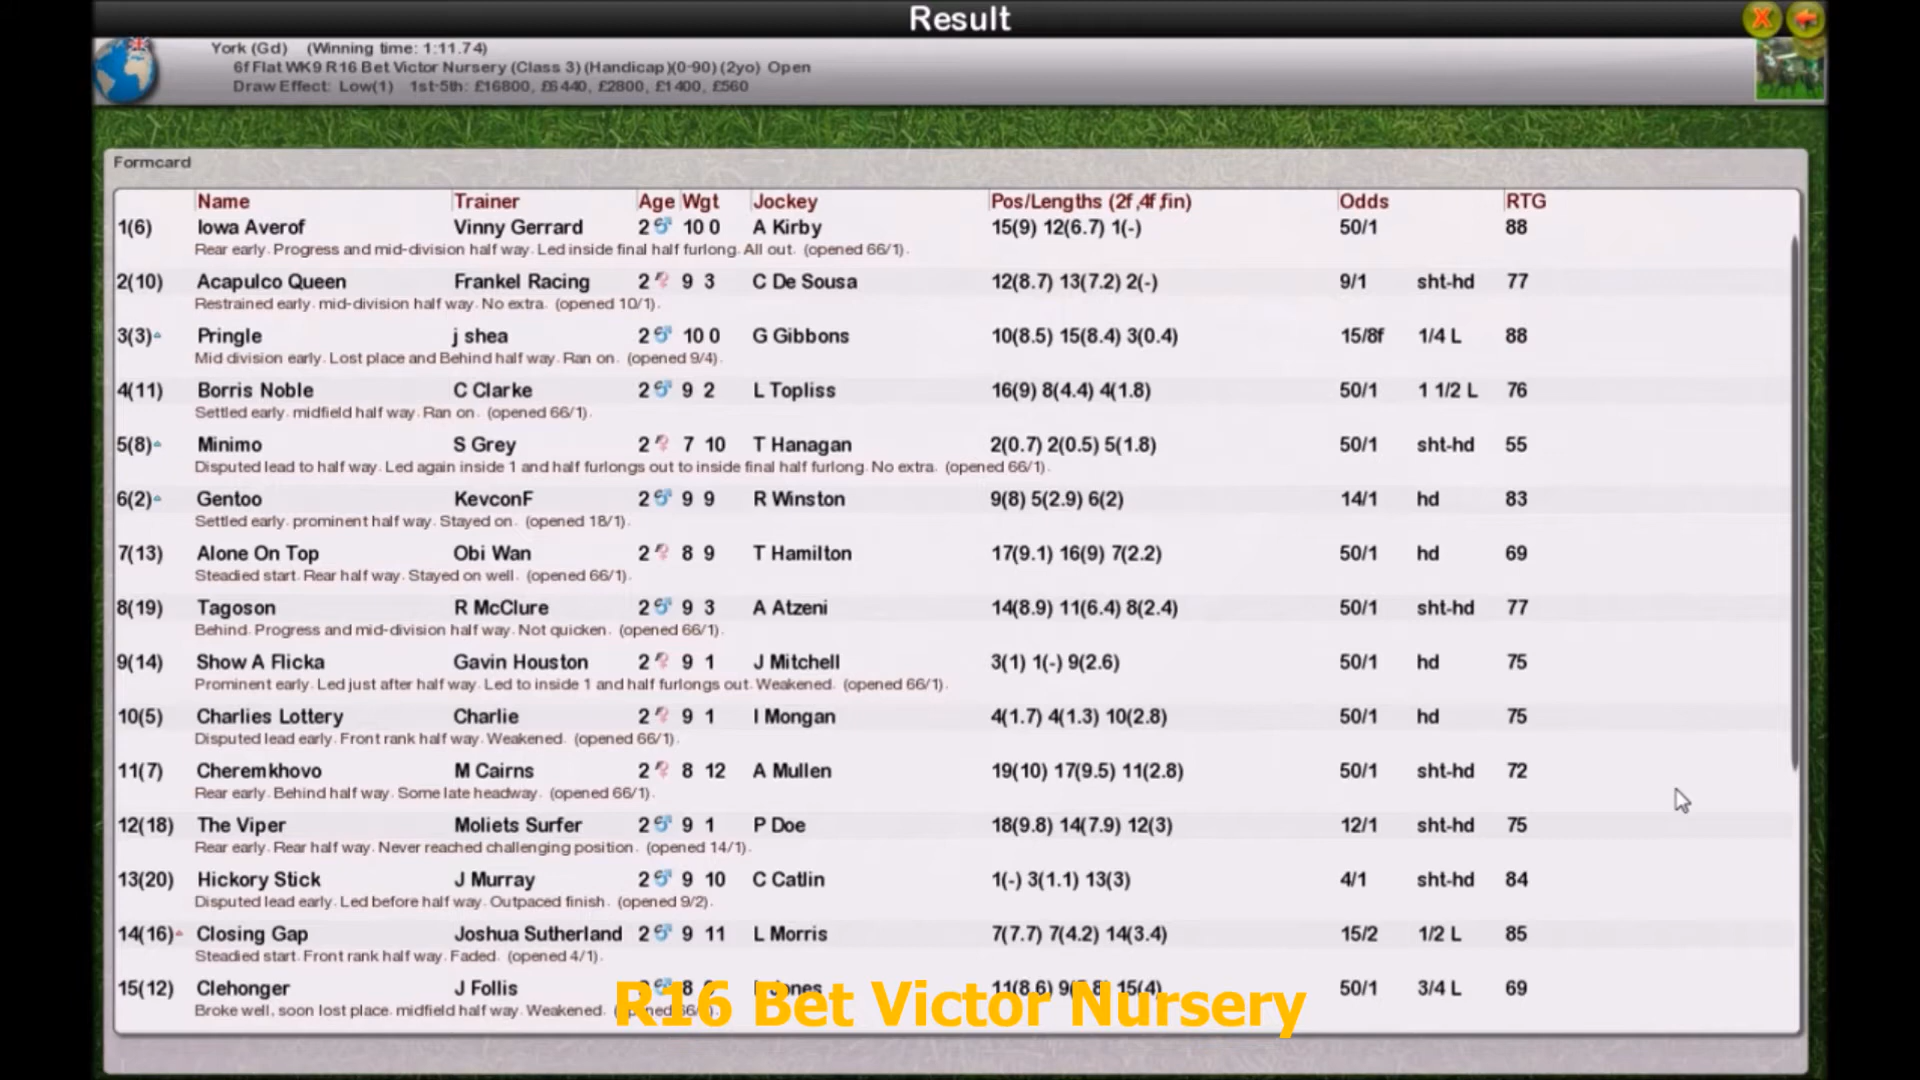 Result
York (Gd) (Winning time: 1:11.74)
6f Flat WK9 R16 Bet Victor Nursery (Class 3) (Handicap)(0-90) (2yo) Open
Draw Effect: Low(1) 1st-5th: £16800, £6440, £2800, £1400, £560
Formcard
Name Trainer Age Wgt Jockey Pos/Lengths (2f,4f,fin) Odds RTG
1(6) Iowa Averof Vinny Gerrard 2 10 0 A Kirby 15(9) 12(6.7) 1(-) 50/1 88
Rear early. Progress and mid-division half way. Led inside final half furlong. All out. (opened 66/1).
2(10) Acapulco Queen Frankel Racing 2 9 3 C De Sousa 12(8.7) 13(7.2) 2(-) 9/1 sht-hd 77
Restrained early. mid-division half way. No extra. (opened 10/1).
3(3) Pringle j shea 2 10 0 G Gibbons 10(8.5) 15(8.4) 3(0.4) 15/8f 1/4 L 88
Mid division early. Lost place and Behind half way. Ran on. (opened 9/4).
4(11) Borris Noble C Clarke 2 9 2 L Topliss 16(9) 8(4.4) 4(1.8) 50/1 1 1/2 L 76
Settled early. midfield half way. Ran on. (opened 66/1).
5(8) Minimo S Grey 2 7 10 T Hanagan 2(0.7) 2(0.5) 5(1.8) 50/1 sht-hd 55
Disputed lead to half way. Led again inside 1 and half furlongs out to inside final half furlong. No extra. (opened 66/1).
6(2) Gentoo KevconF 2 9 9 R Winston 9(8) 5(2.9) 6(2) 14/1 hd 83
Settled early. prominent half way. Stayed on. (opened 18/1).
7(13) Alone On Top Obi Wan 2 8 9 T Hamilton 17(9.1) 16(9) 7(2.2) 50/1 hd 69
Steadied start. Rear half way. Stayed on well. (opened 66/1).
8(19) Tagoson R McClure 2 9 3 A Atzeni 14(8.9) 11(6.4) 8(2.4) 50/1 sht-hd 77
Behind. Progress and mid-division half way. Not quicken. (opened 66/1).
9(14) Show A Flicka Gavin Houston 2 9 1 J Mitchell 3(1) 1(-) 9(2.6) 50/1 hd 75
Prominent early. Led just after half way. Led to inside 1 and half furlongs out. Weakened. (opened 66/1).
10(5) Charlies Lottery Charlie 2 9 1 I Mongan 4(1.7) 4(1.3) 10(2.8) 50/1 hd 75
Disputed lead early. Front rank half way. Weakened. (opened 66/1).
11(7) Cheremkhovo M Cairns 2 8 12 A Mullen 19(10) 17(9.5) 11(2.8) 50/1 sht-hd 72
Rear early. Behind half way. Some late headway. (opened 66/1).
12(18) The Viper Moliets Surfer 2 9 1 P Doe 18(9.8) 14(7.9) 12(3) 12/1 sht-hd 75
Rear early. Rear half way. Never reached challenging position. (opened 14/1).
13(20) Hickory Stick J Murray 2 9 10 C Catlin 1(-) 3(1.1) 13(3) 4/1 sht-hd 84
Disputed lead early. Led before half way. Outpaced finish. (opened 9/2).
14(16) Closing Gap Joshua Sutherland 2 9 11 L Morris 7(7.7) 7(4.2) 14(3.4) 15/2 1/2 L 85
Steadied start. Front rank half way. Faded. (opened 4/1).
15(12) Clehonger J Follis 8 11(8.6) 15(4) 50/1 3/4 L 69
Broke well, soon lost place. midfield half way. Weakened.
R16 Bet Victor Nursery